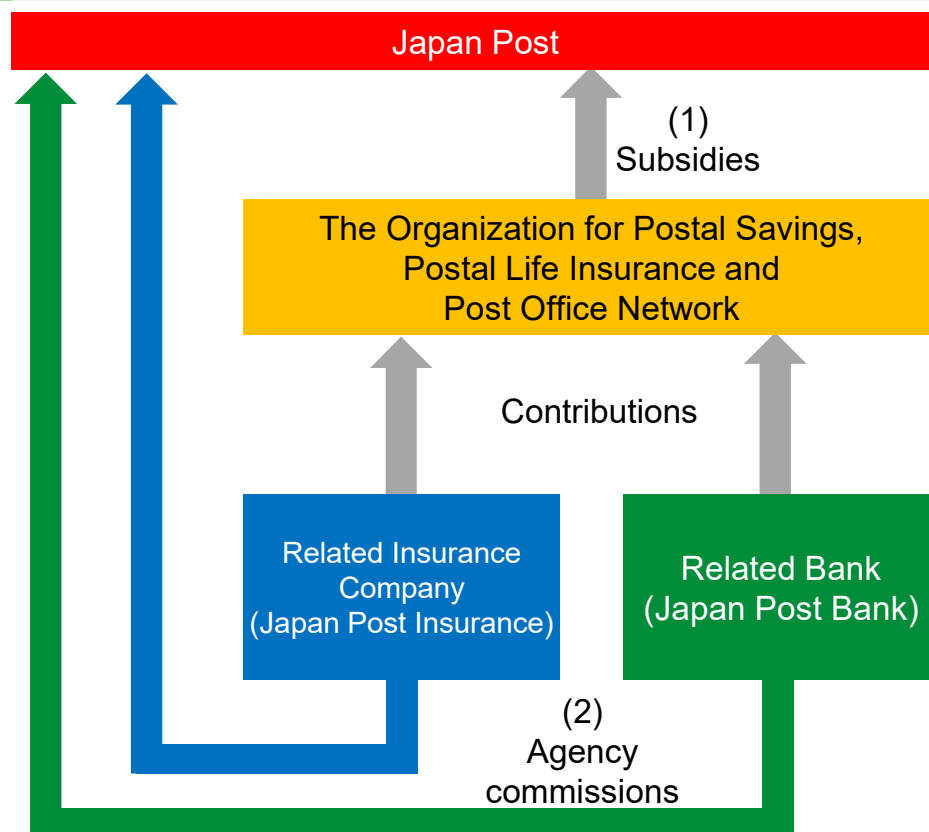 Japan Post
(1)
Subsidies
The Organization for Postal Savings,
Postal Life Insurance and
Post Office Network
Contributions
Related Insurance
Company
(Japan Post Insurance)
Related Bank
(Japan Post Bank)
(2)
Agency
commissions